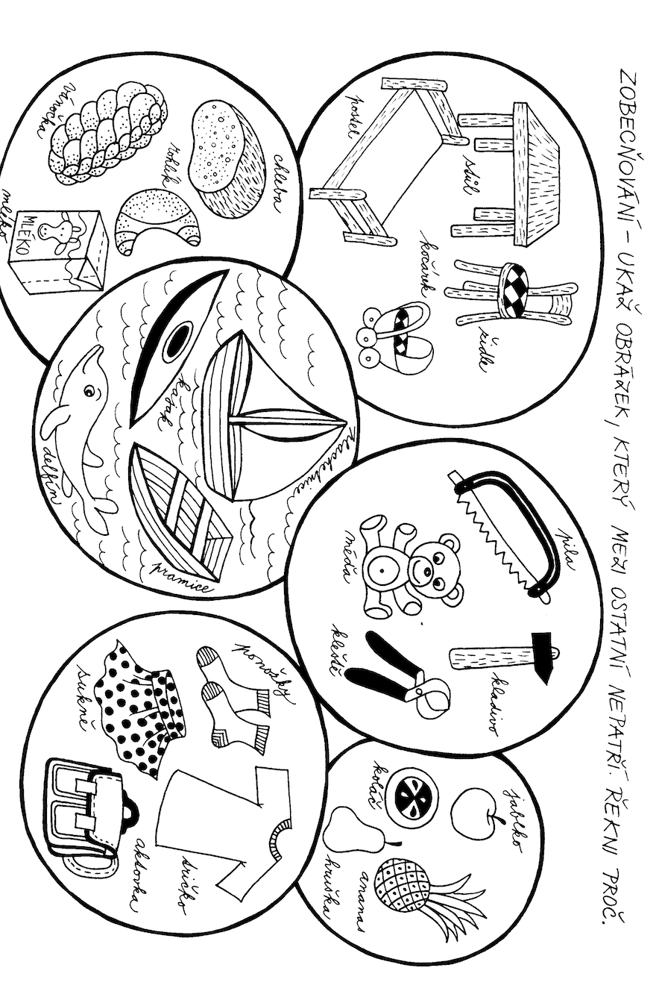 ZOBECŇOVÁNÍ – UKAŽ OBRÁZEK, KTERÝ MEZI OSTATNÍ NEPATŘÍ. ŘEKNI PROČ.
stůl
židle
postel
kočárek
pila
kladivo
méďa
kleště
jablko
koláč
ananas
hruška
chleba
rohlík
vánočka
mléko
MLÉKO
plachetnice
kajak
pramice
delfín
ponožky
sukně
tričko
aktovka